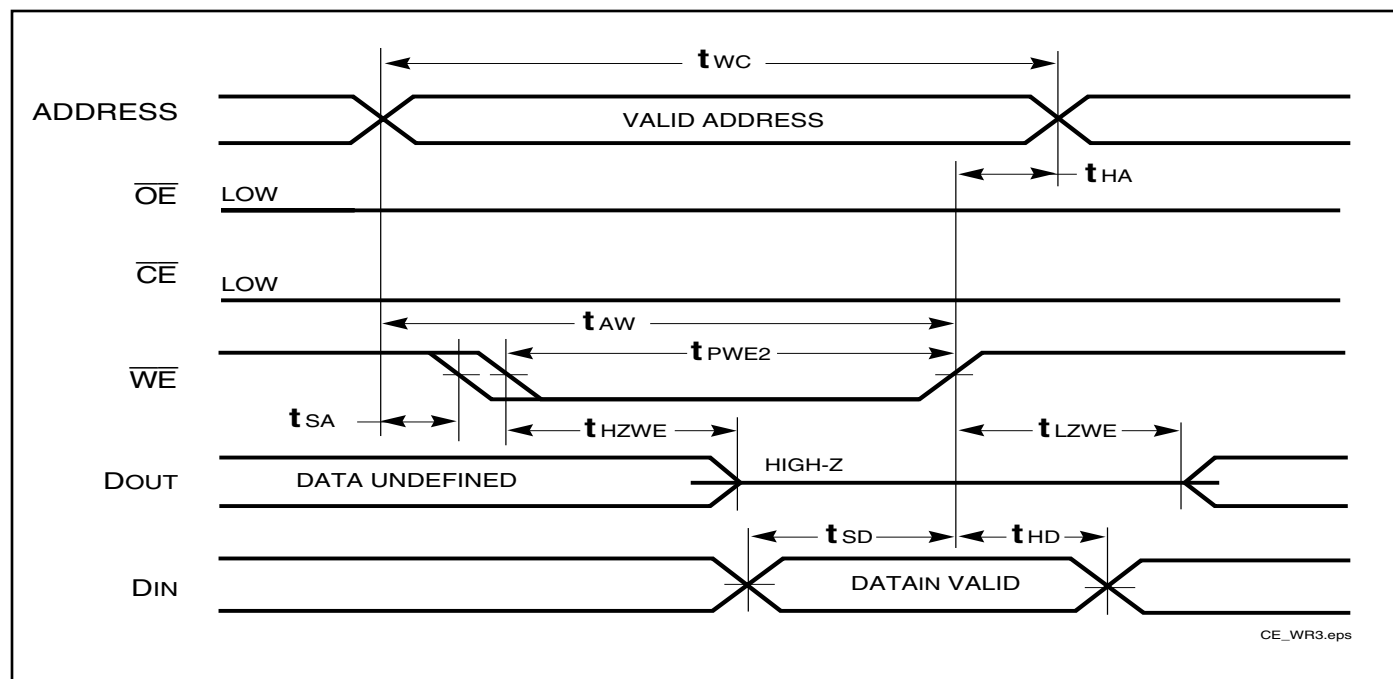 tWC
ADDRESS
VALID ADDRESS
tHA
OE
LOW
CE
LOW
tAW
tPWE2
WE
tSA
tHZWE
tLZWE
DOUT
DATA UNDEFINED
HIGH-Z
tSD
tHD
DIN
DATAIN VALID
CE_WR3.eps